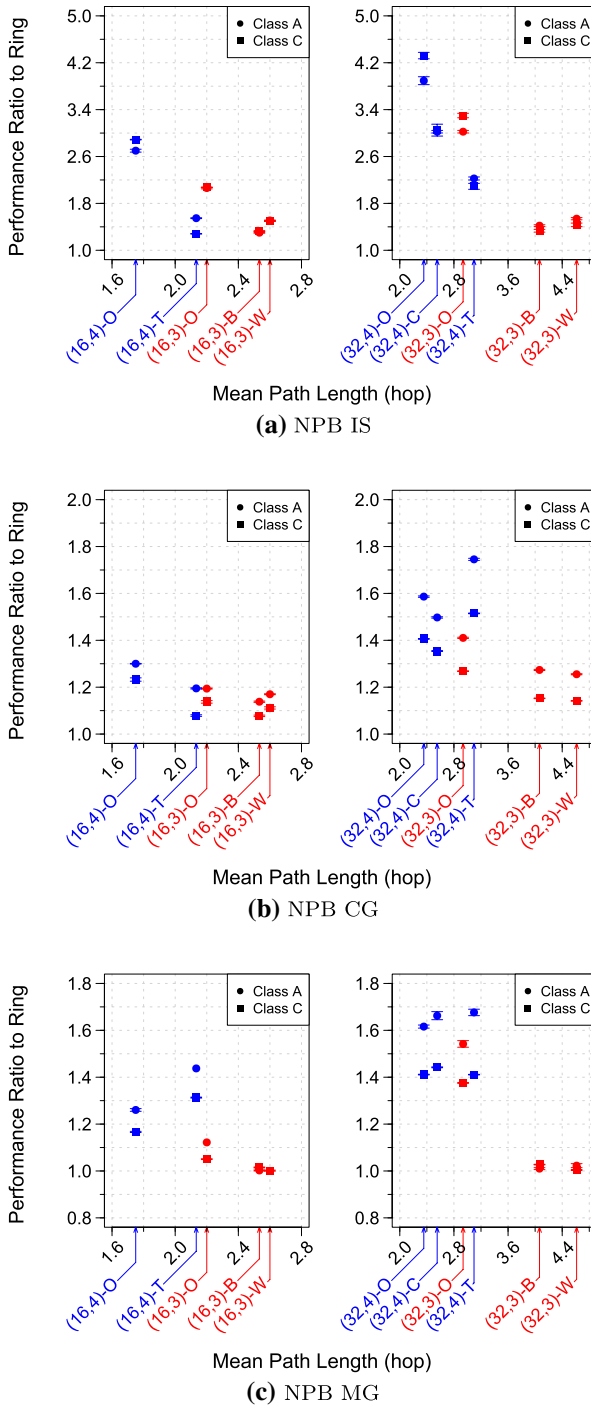 Performance Ratio to Ring
5.0
4.2
3.4
2.6
1.8
1.0
Class A
Class C
1.6
2.0
2.4
2.8
(16,4)-O
(16,4)-T
(16,3)-O
(16,3)-B
(16,3)-W
5.0
4.2
3.4
2.6
1.8
1.0
Class A
Class C
2.0
2.8
3.6
4.4
(32,4)-O
(32,4)-C
(32,3)-O
(32,4)-T
(32,3)-B
(32,3)-W
Mean Path Length (hop)
(a) NPB IS
Performance Ratio to Ring
2.0
1.8
1.6
1.4
1.2
1.0
Class A
Class C
1.6
2.0
2.4
2.8
(16,4)-O
(16,4)-T
(16,3)-O
(16,3)-B
(16,3)-W
2.0
1.8
1.6
1.4
1.2
1.0
Class A
Class C
2.0
2.8
3.6
4.4
(32,4)-O
(32,4)-C
(32,3)-O
(32,4)-T
(32,3)-B
(32,3)-W
Mean Path Length (hop)
(b) NPB CG
Performance Ratio to Ring
1.8
1.6
1.4
1.2
1.0
0.8
Class A
Class C
1.6
2.0
2.4
2.8
(16,4)-O
(16,4)-T
(16,3)-O
(16,3)-B
(16,3)-W
1.8
1.6
1.4
1.2
1.0
0.8
Class A
Class C
2.0
2.8
3.6
4.4
(32,4)-O
(32,4)-C
(32,3)-O
(32,4)-T
(32,3)-B
(32,3)-W
Mean Path Length (hop)
(c) NPB MG